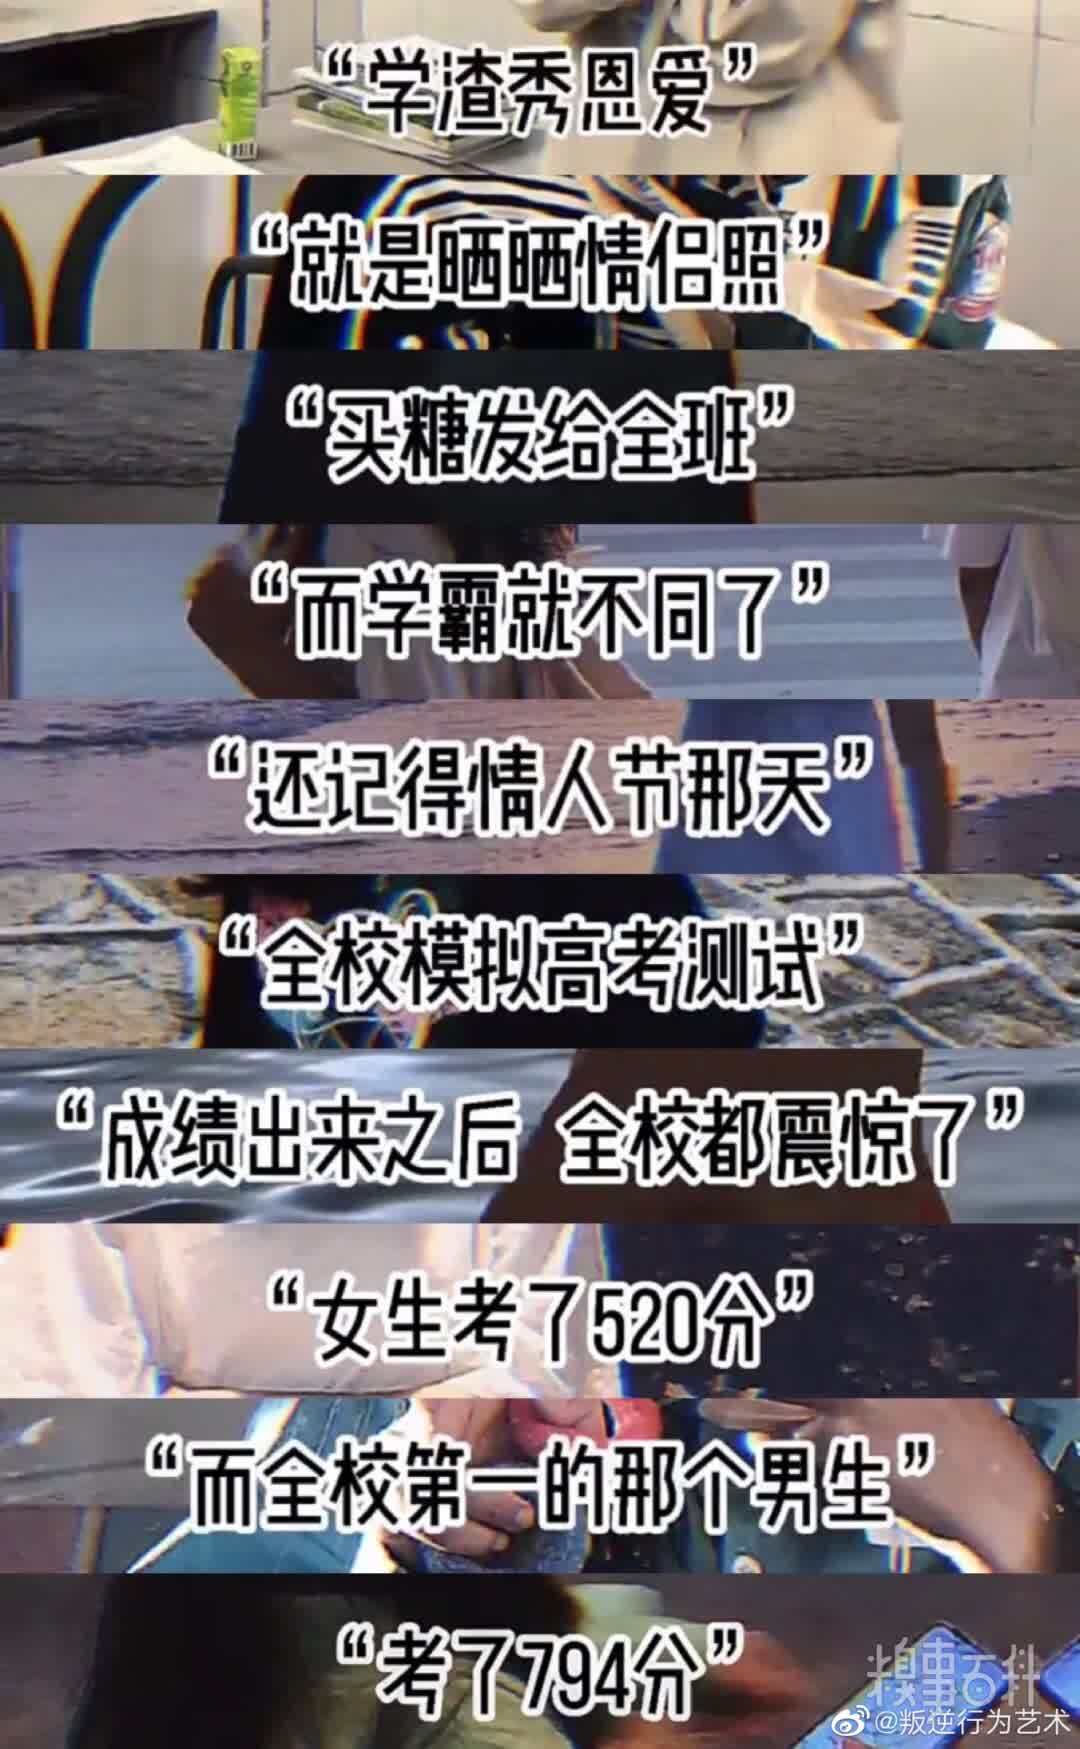 “学渣秀恩爱”
“就是晒晒情侣照”
“买糖发给全班”
“而学霸就不同了”
“还记得情人节那天”
“全校模拟高考测试”
“成绩出来之后 全校都震惊了”
“女生考了520分”
“而全校第一的那个男生”
“考了794分”
糗事百科
@叛逆行为艺术